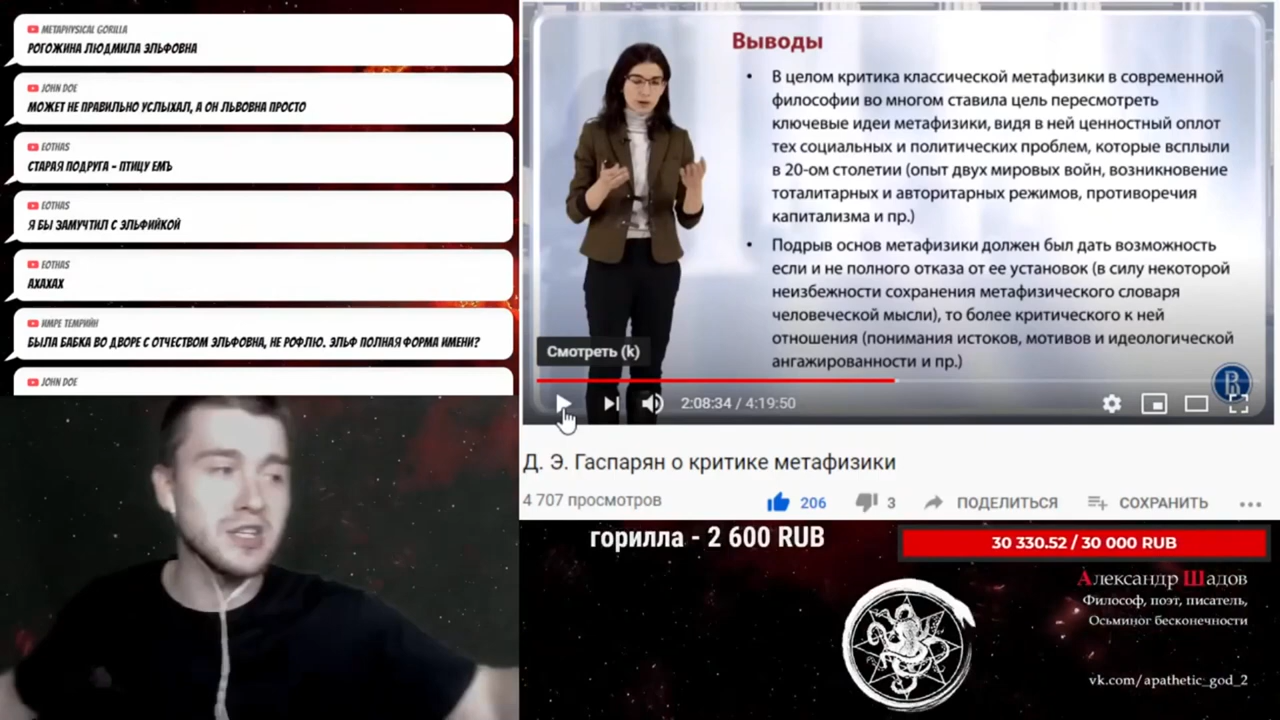 METAPHYSICAL GORILLA
РОГОЖИНА ЛЮДМИЛА ЭЛЬФОВНА
JOHN DOE
МОЖЕТ НЕ ПРАВИЛЬНО УСЛЫХАЛ, А ОН ЛЬВОВНА ПРОСТО
EOTHAS
СТАРАЯ ПОДРУГА - ПТИЦУ ЕМЪ
EOTHAS
Я БЫ ЗАМУТИЛ С ЭЛЬФИЙКОЙ
EOTHAS
АХАХАХ
ИМРЕ ТЕМРИЙН
БЫЛА БАБКА ВО ДВОРЕ С ОТЧЕСТВОМ ЭЛЬФОВНА, НЕ РОФЛЮ. ЭЛЬФ ПОЛНАЯ ФОРМА ИМЕНИ?
JOHN DOE
Выводы
• В целом критика классической метафизики в современной
философии во многом ставила цель пересмотреть
ключевые идеи метафизики, видя в ней ценностный оплот
тех социальных и политических проблем, которые всплыли
в 20-ом столетии (опыт двух мировых войн, возникновение
тоталитарных и авторитарных режимов, противоречия
капитализма и пр.)
• Подрыв основ метафизики должен был дать возможность
если и не полного отказа от ее установок (в силу некоторой
неизбежности сохранения метафизического словаря
человеческой мысли), то более критического к ней
отношения (понимания истоков, мотивов и идеологической
ангажированности и пр.)
Смотреть (k)
2:08:34 / 4:19:50
Д. Э. Гаспарян о критике метафизики
4 707 просмотров
206
3
ПОДЕЛИТЬСЯ
СОХРАНИТЬ
горилла - 2 600 RUB
30 330.52 / 30 000 RUB
Александр Шадов
Философ, поэт, писатель,
Осьминог бесконечности
vk.com/apathetic_god_2